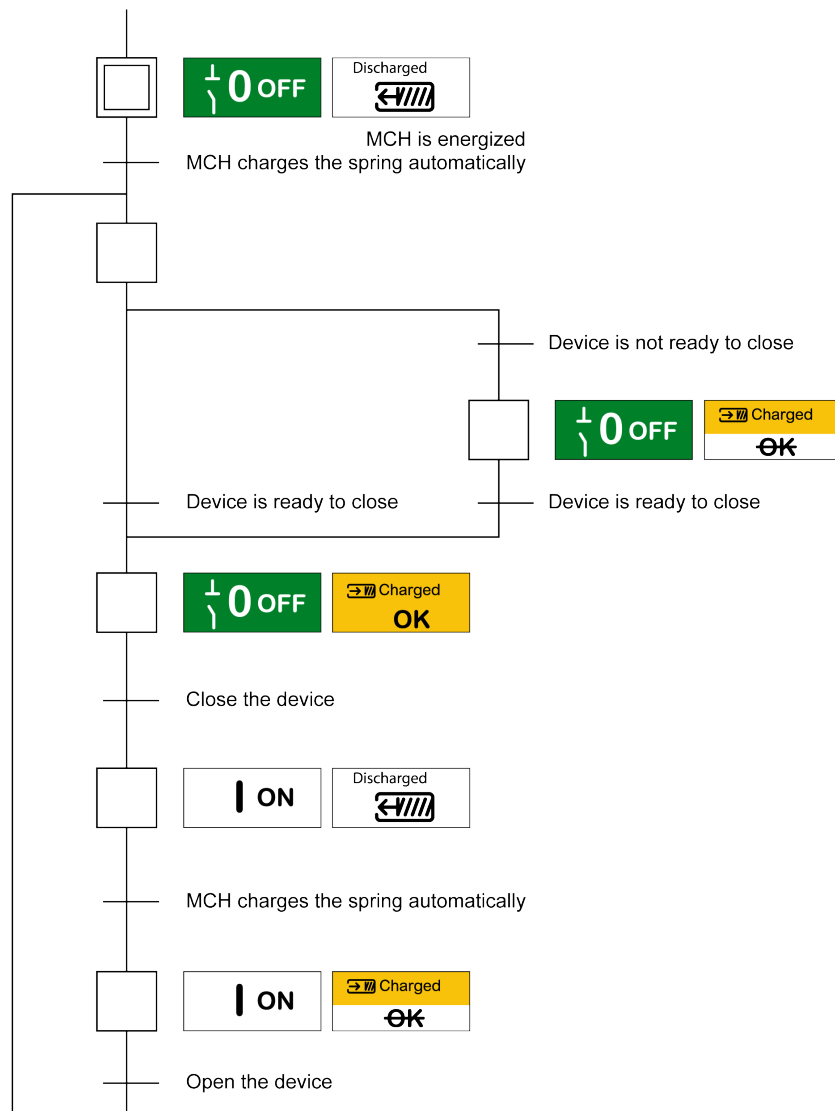 0 OFF
Discharged
MCH is energized
MCH charges the spring automatically
Device is not ready to close
0 OFF
Charged
OK
Device is ready to close
Device is ready to close
0 OFF
Charged
OK
Close the device
I ON
Discharged
MCH charges the spring automatically
I ON
Charged
OK
Open the device